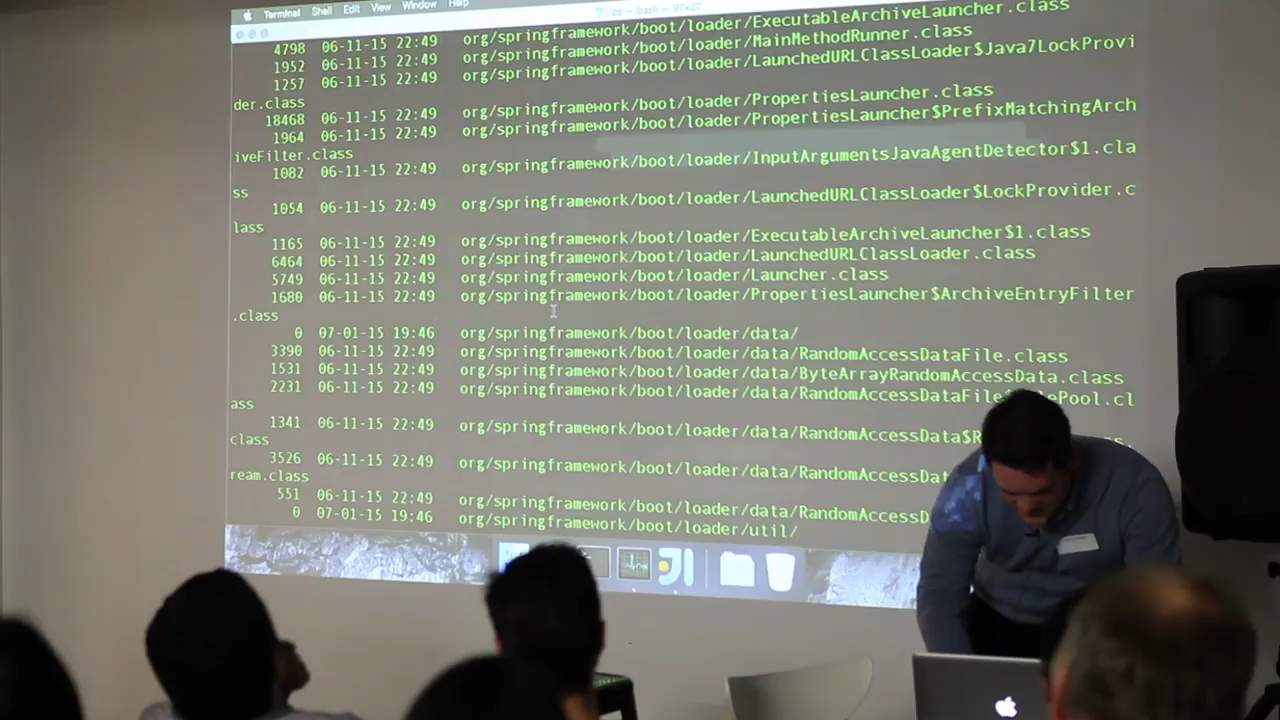 Terminal Shell Edit View Window Help
4798 06-11-15 22:49 org/springframework/boot/loader/ExecutableArchiveLauncher.class
1952 06-11-15 22:49 org/springframework/boot/loader/MainMethodRunner.class
1257 06-11-15 22:49 org/springframework/boot/loader/LaunchedURLClassLoader$Java7LockProvi
der.class
18468 06-11-15 22:49 org/springframework/boot/loader/PropertiesLauncher.class
1964 06-11-15 22:49 org/springframework/boot/loader/PropertiesLauncher$PrefixMatchingArch
iveFilter.class
1082 06-11-15 22:49 org/springframework/boot/loader/InputArgumentsJavaAgentDetector$1.cla
ss
1054 06-11-15 22:49 org/springframework/boot/loader/LaunchedURLClassLoader$LockProvider.c
lass
1165 06-11-15 22:49 org/springframework/boot/loader/ExecutableArchiveLauncher$1.class
6464 06-11-15 22:49 org/springframework/boot/loader/LaunchedURLClassLoader.class
5749 06-11-15 22:49 org/springframework/boot/loader/Launcher.class
1680 06-11-15 22:49 org/springframework/boot/loader/PropertiesLauncher$ArchiveEntryFilter
.class
0 07-01-15 19:46 org/springframework/boot/loader/data/
3390 06-11-15 22:49 org/springframework/boot/loader/data/RandomAccessDataFile.class
1531 06-11-15 22:49 org/springframework/boot/loader/data/ByteArrayRandomAccessData.class
2231 06-11-15 22:49 org/springframework/boot/loader/data/RandomAccessDataFile$ePool.cl
ass
1341 06-11-15 22:49 org/springframework/boot/loader/data/RandomAccessData$R
class
3526 06-11-15 22:49 org/springframework/boot/loader/data/RandomAccessDat
ream.class
551 06-11-15 22:49 org/springframework/boot/loader/data/RandomAccessD
0 07-01-15 19:46 org/springframework/boot/loader/util/